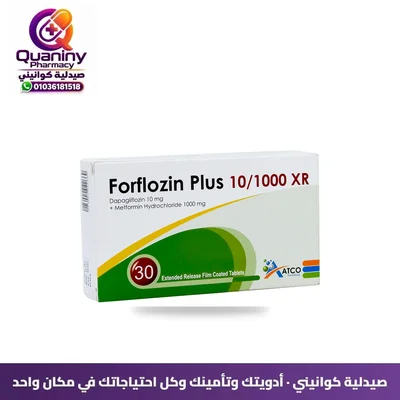 Quaniny
Pharmacy
صيدلية كوانيني
01036181518
Forflozin Plus 10/1000 XR
Dapagliflozin 10 mg
+ Metformin Hydrochloride 1000 mg
30
Extended Release Film Coated Tablets
ATCO
صيدلية كوانيني - أدويتك وتأمينك وكل احتياجاتك في مكان واحد